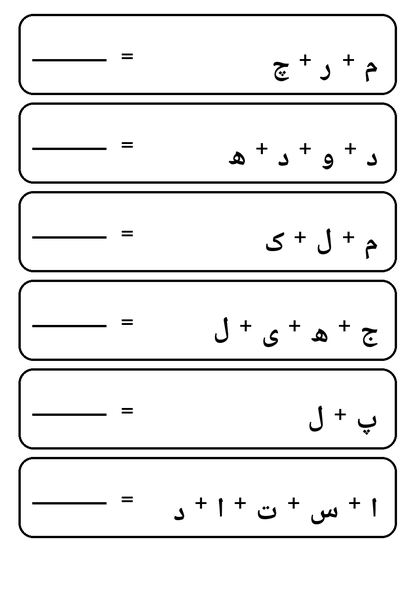 م + ر + چ = ______
د + و + د + ھ = ______
م + ل + ک = ______
ج + ھ + ی + ل = ______
پ + ل = ______
ا + س + ت + ا + د = ______